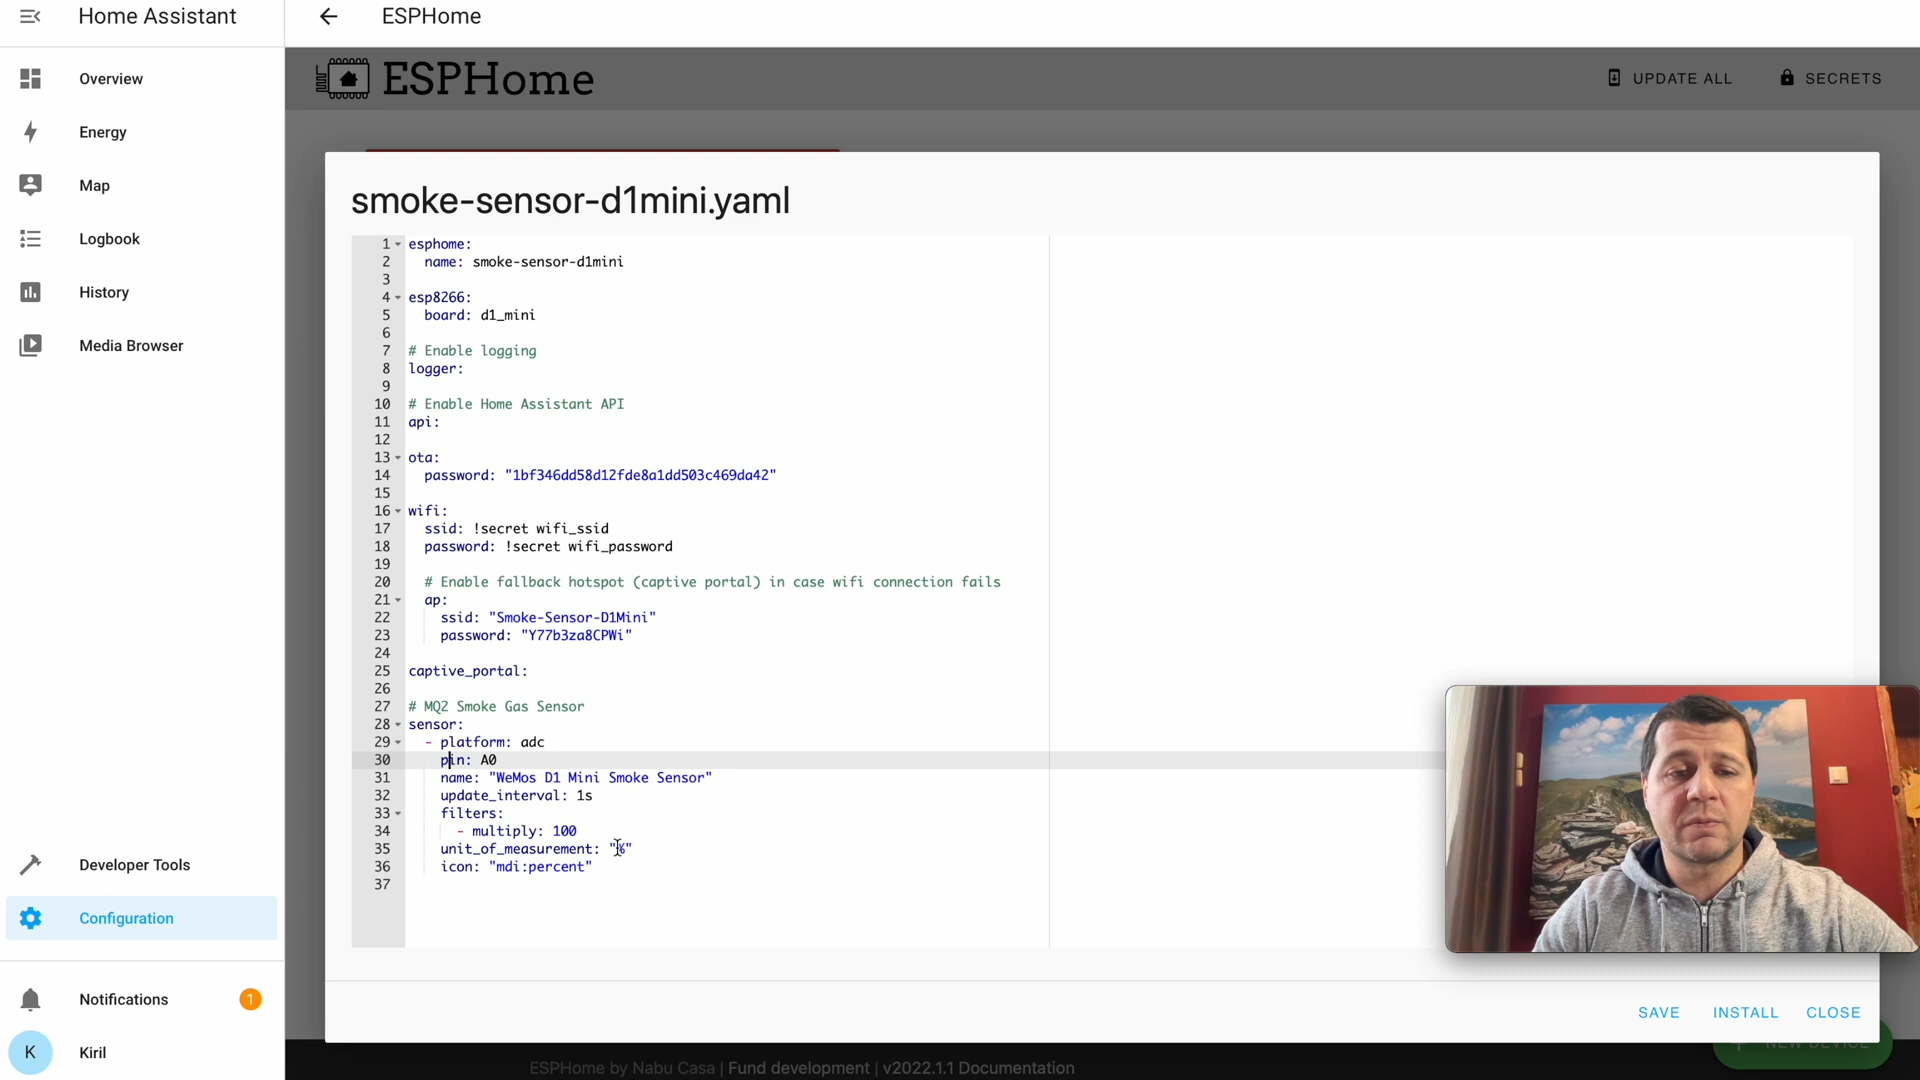 Home Assistant
ESPHome
Overview
Energy
Map
Logbook
History
Media Browser
Developer Tools
Configuration
Notifications
1
K
Kiril
ESPHome
UPDATE ALL
SECRETS
smoke-sensor-d1mini.yaml
1 esphome:
2 name: smoke-sensor-d1mini
3
4 esp8266:
5 board: d1_mini
6
7 # Enable logging
8 logger:
9
10 # Enable Home Assistant API
11 api:
12
13 ota:
14 password: "1bf346dd58d12fde8a1dd503c469da42"
15
16 wifi:
17 ssid: !secret wifi_ssid
18 password: !secret wifi_password
19
20 # Enable fallback hotspot (captive portal) in case wifi connection fails
21 ap:
22 ssid: "Smoke-Sensor-D1Mini"
23 password: "Y77b3za8CPWi"
24
25 captive_portal:
26
27 # MQ2 Smoke Gas Sensor
28 sensor:
29 - platform: adc
30 pin: A0
31 name: "WeMos D1 Mini Smoke Sensor"
32 update_interval: 1s
33 filters:
34 - multiply: 100
35 unit_of_measurement: "%"
36 icon: "mdi:percent"
37
SAVE
INSTALL
CLOSE
NEW DEVICE
ESPHome by Nabu Casa | Fund development | v2022.1.1 Documentation